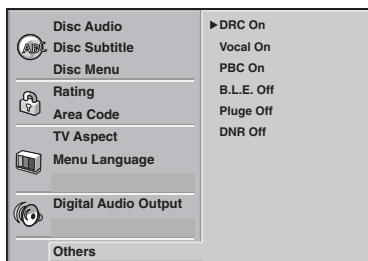 Disc Audio
ABC
Disc Subtitle
Disc Menu
Rating
Area Code
TV Aspect
Menu Language
Digital Audio Output
Others
DRC On
Vocal On
PBC On
B.L.E. Off
Pluge Off
DNR Off